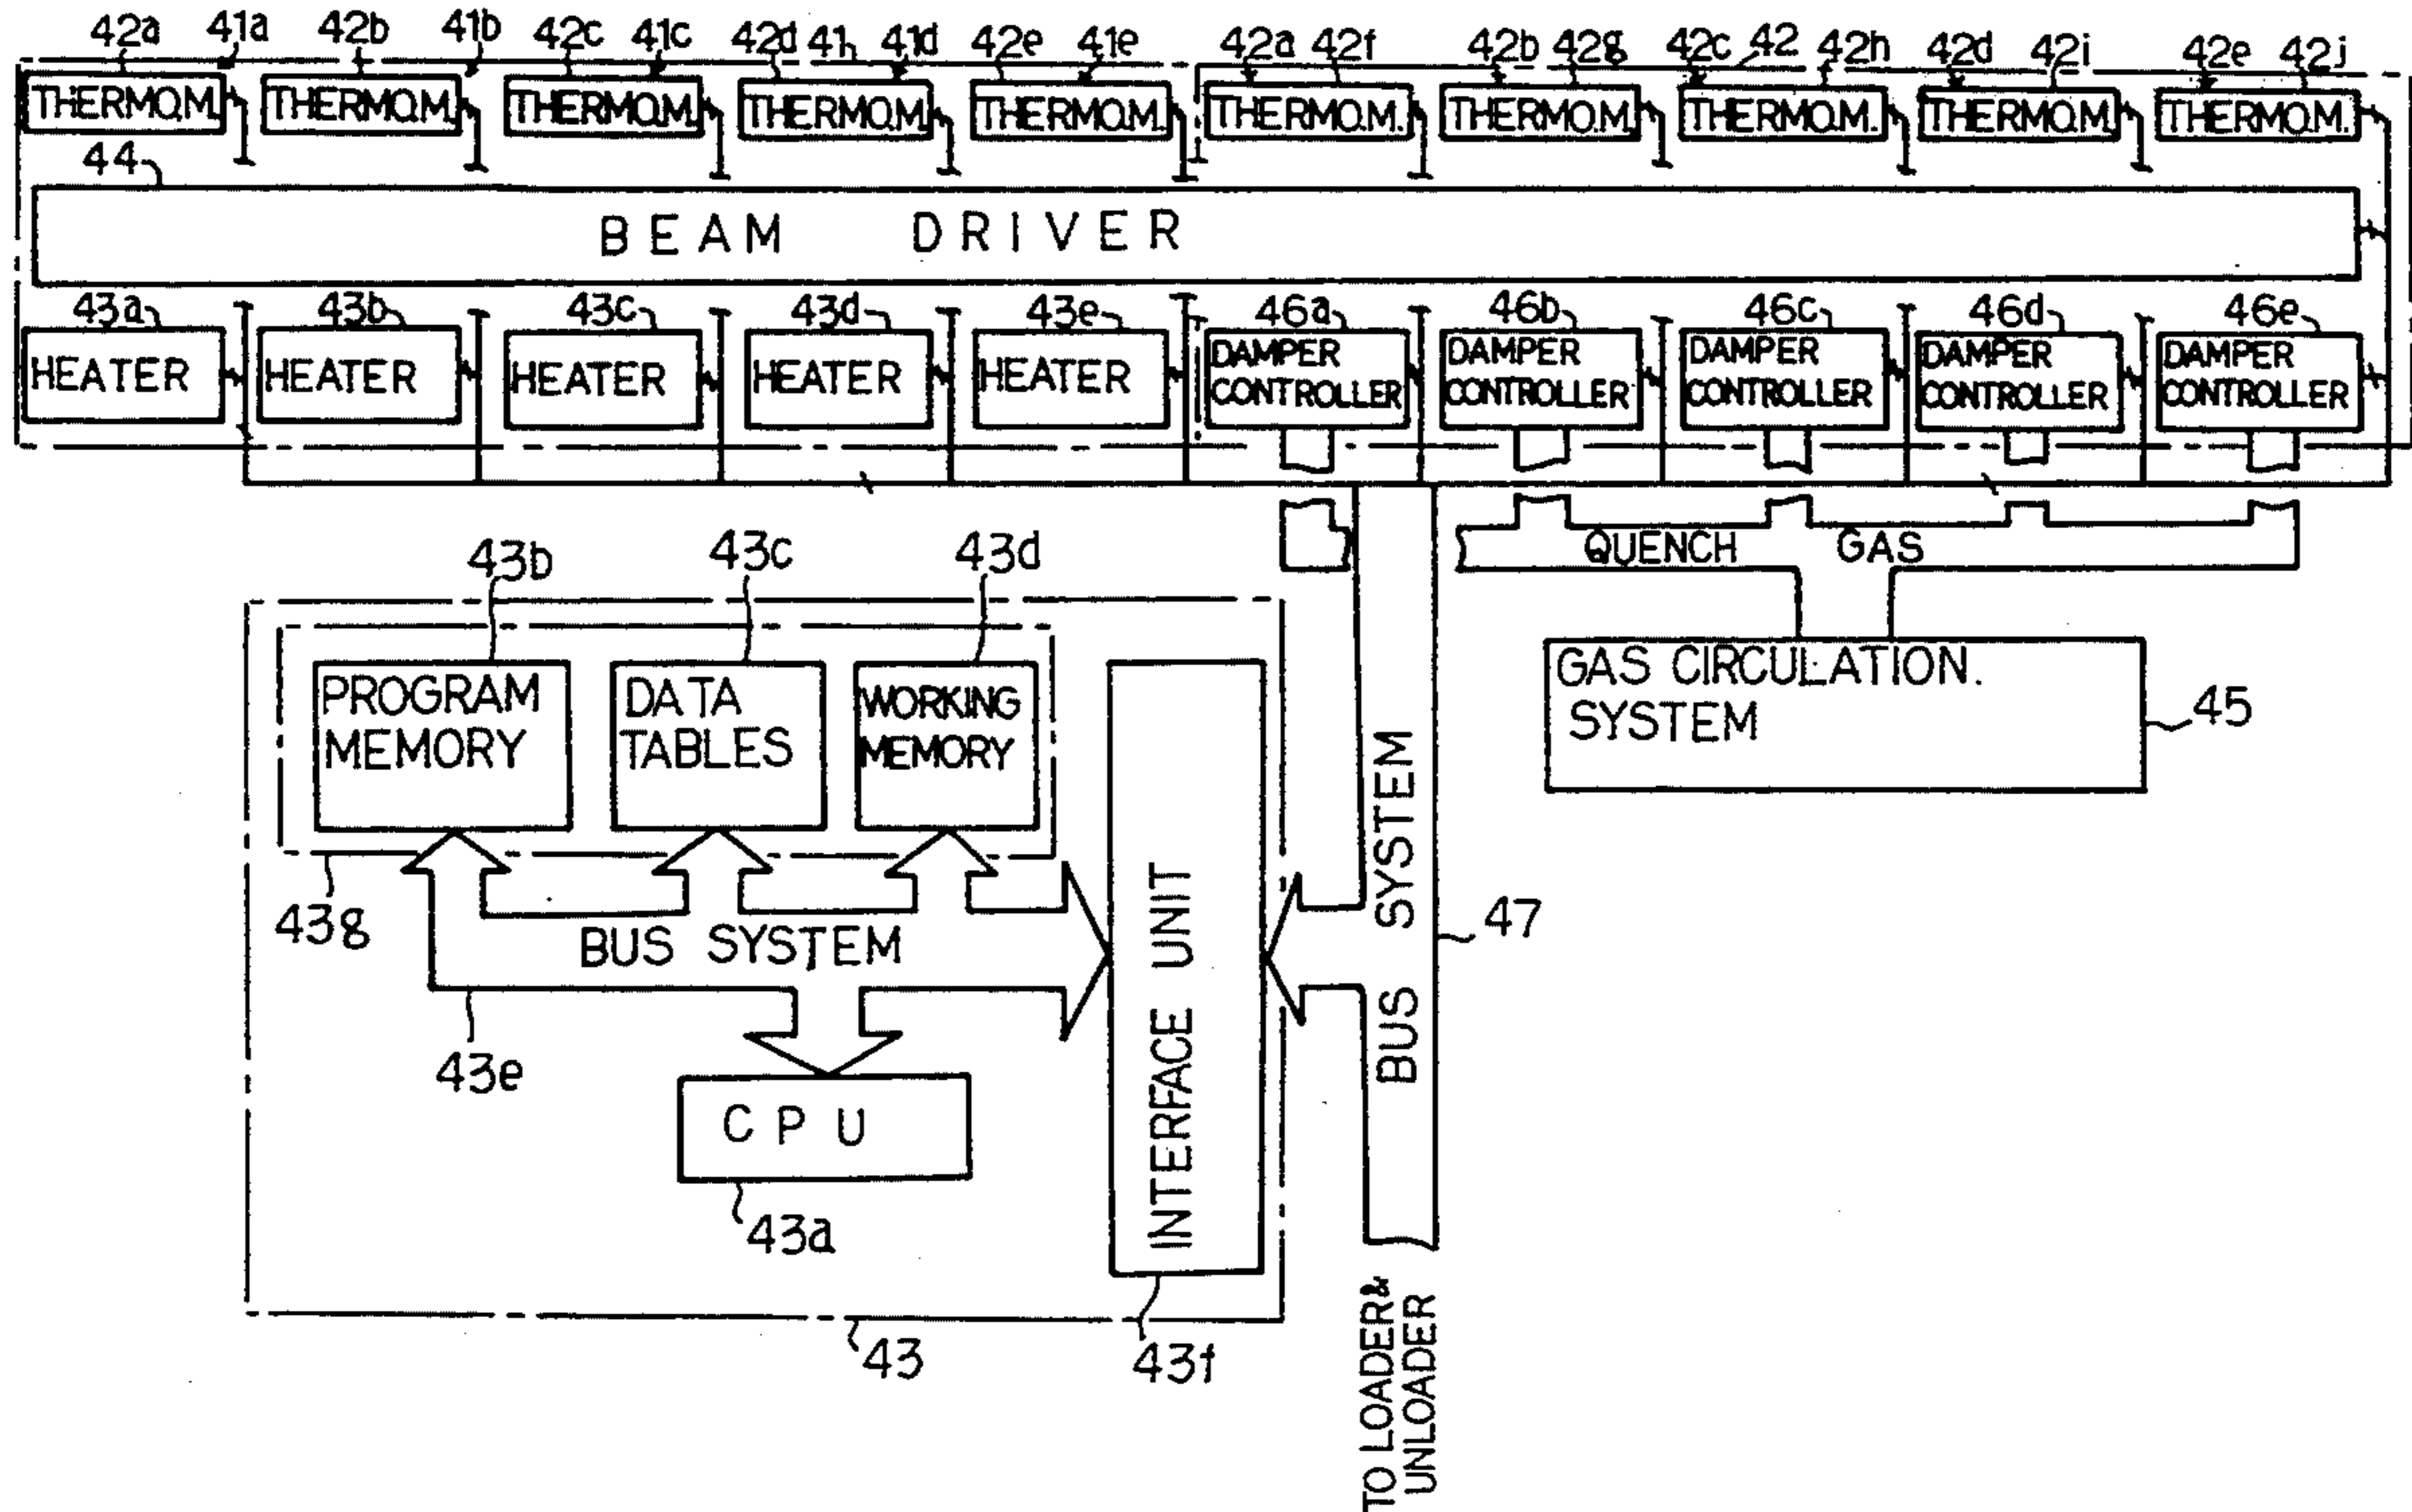 42a 41a 42b 41b 42c 41c 42d 41 41d 42e 41e 42a 42f 42b 42g 42c 42 42h 42d 42i 42e 42j
THERMO.M. THERMO.M. THERMO.M. THERMO.M. THERMO.M. THERMO.M. THERMO.M. THERMO.M. THERMO.M. THERMO.M.
44
BEAM DRIVER
43a 43b 43c 43d 43e 46a 46b 46c 46d 46e
HEATER HEATER HEATER HEATER HEATER
DAMPER CONTROLLER
DAMPER CONTROLLER
DAMPER CONTROLLER
DAMPER CONTROLLER
DAMPER CONTROLLER
QUENCH GAS
43b 43c 43d
PROGRAM
MEMORY
DATA
TABLES
WORKING
MEMORY
GAS CIRCULATION.
SYSTEM
45
43g
BUS SYSTEM
43e
CPU
43a
INTERFACE UNIT
43f
43
BUS SYSTEM
47
TO LOADER&
UNLOADER